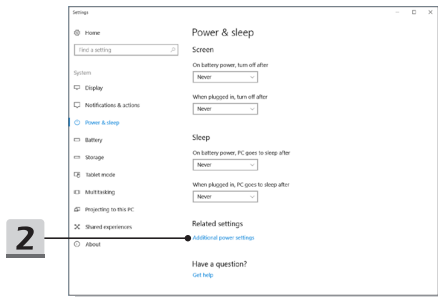 Settings
Home
Find a setting
System
Display
Notifications & actions
Power & sleep
Battery
Storage
Tablet mode
Multitasking
Projecting to this PC
Shared experiences
About
Power & sleep
Screen
On battery power, turn off after
Never
When plugged in, turn off after
Never
Sleep
On battery power, PC goes to sleep after
Never
When plugged in, PC goes to sleep after
Never
Related settings
Additional power settings
Have a question?
Get help
2